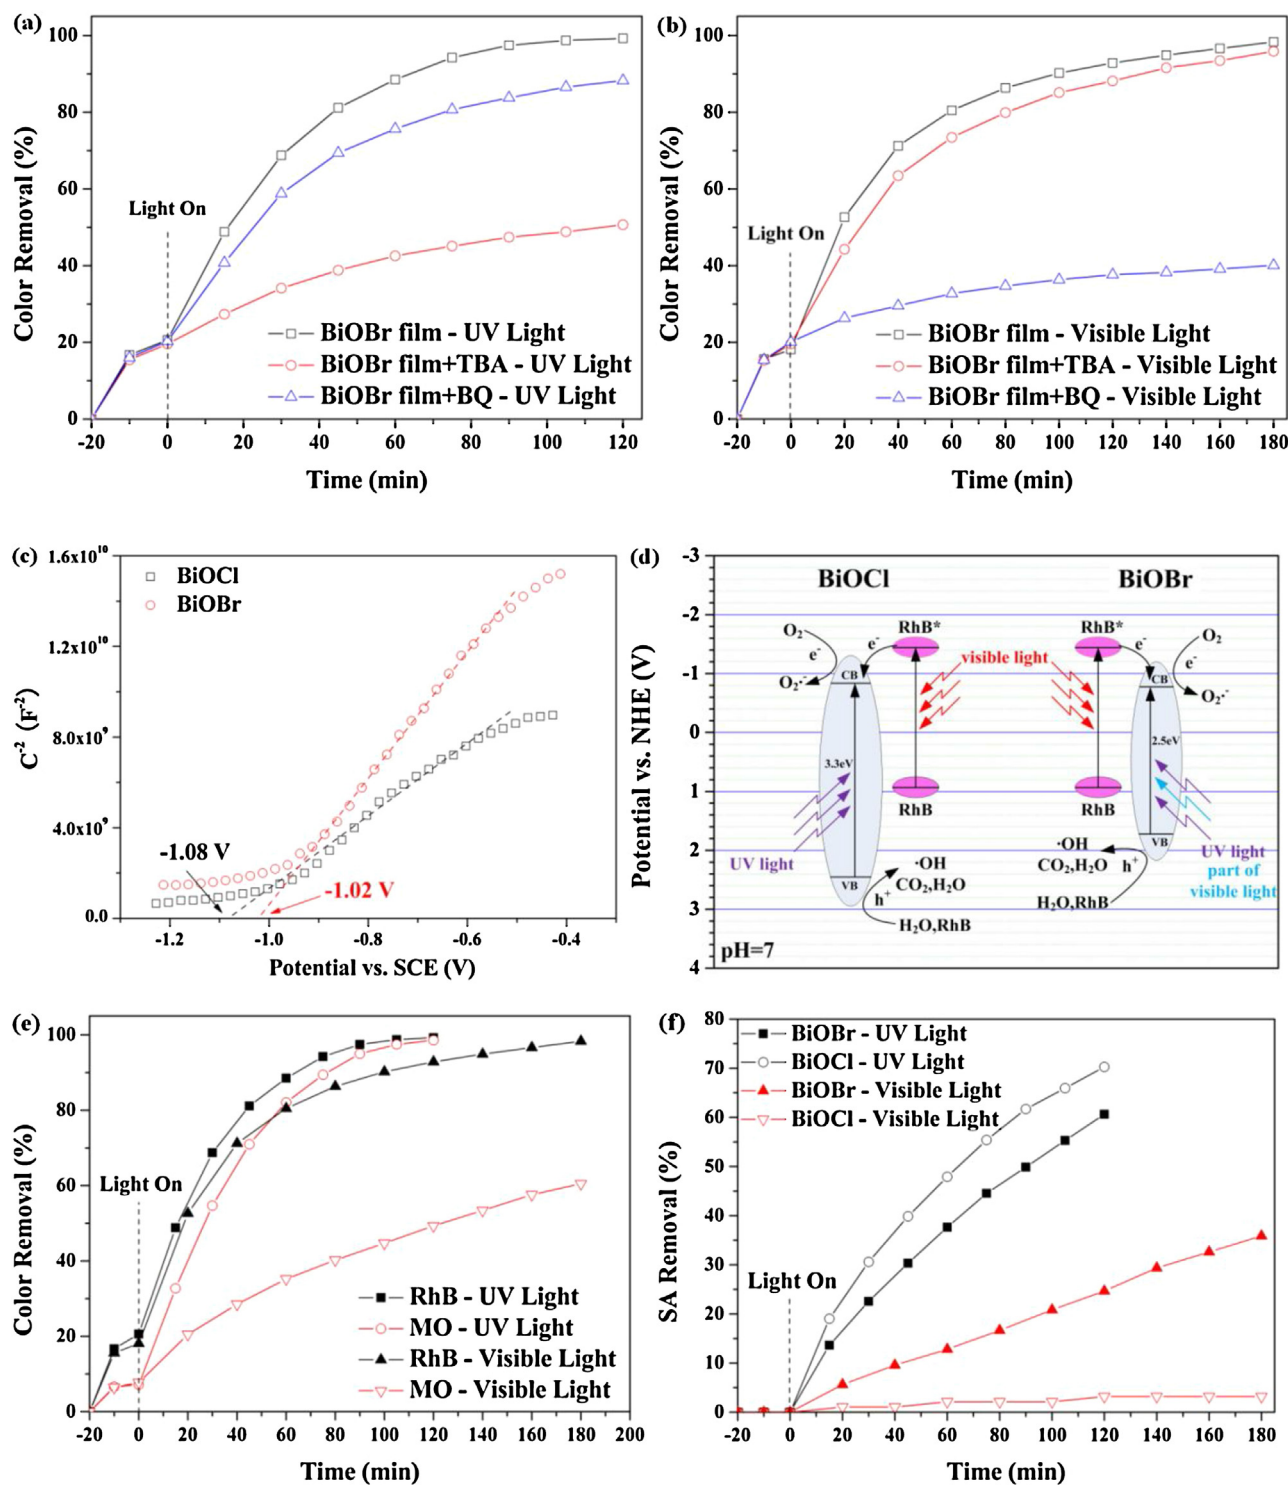 (a)
100
80
60
40
20
0
Color Removal (%)
Light On
BiOBr film - UV Light
BiOBr film+TBA - UV Light
BiOBr film+BQ - UV Light
-20 0 20 40 60 80 100 120
Time (min)
(b)
100
80
60
40
20
0
Color Removal (%)
Light On
BiOBr film - Visible Light
BiOBr film+TBA - Visible Light
BiOBr film+BQ - Visible Light
-20 0 20 40 60 80 100 120 140 160 180
Time (min)
(c)
1.6x10¹⁰
1.2x10¹⁰
8.0x10⁹
4.0x10⁹
0.0
C⁻² (F⁻²)
BiOCl
BiOBr
-1.08 V
-1.02 V
-1.2 -1.0 -0.8 -0.6 -0.4
Potential vs. SCE (V)
(d)
-3
-2
-1
0
1
2
3
4
Potential vs. NHE (V)
BiOCl BiOBr
O₂
e⁻
O₂·⁻
CB
e⁻
RhB*
visible light
RhB*
e⁻
CB
O₂
e⁻
O₂·⁻
3.3eV
2.5eV
RhB
RhB
UV light
VB
·OH
CO₂,H₂O
h⁺
H₂O,RhB
·OH
CO₂,H₂O
h⁺
H₂O,RhB
VB
UV light
part of
visible light
pH=7
(e)
100
80
60
40
20
0
Color Removal (%)
Light On
RhB - UV Light
MO - UV Light
RhB - Visible Light
MO - Visible Light
-20 0 20 40 60 80 100 120 140 160 180 200
Time (min)
(f)
80
70
60
50
40
30
20
10
0
SA Removal (%)
BiOBr - UV Light
BiOCl - UV Light
BiOBr - Visible Light
BiOCl - Visible Light
Light On
-20 0 20 40 60 80 100 120 140 160 180
Time (min)